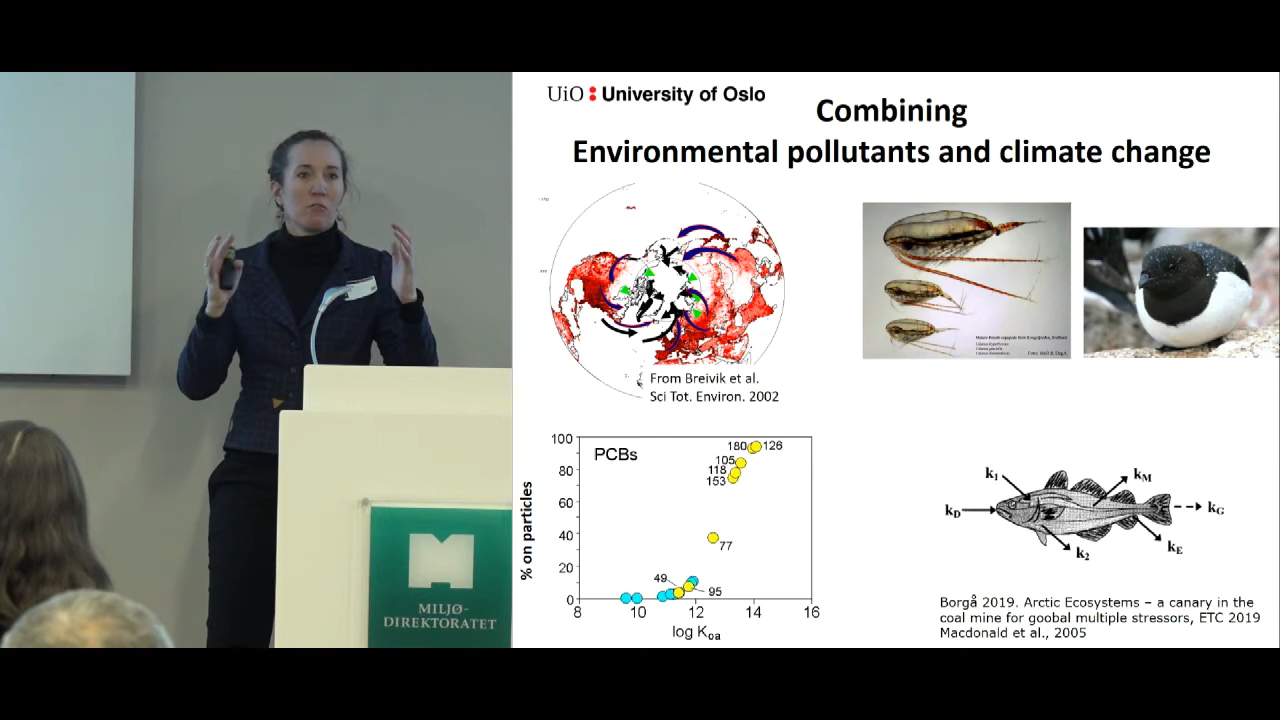 UiO University of Oslo
Combining
Environmental pollutants and climate change
From Breivik et al.
Sci Tot. Environ. 2002
100
80
60
40
20
0
% on particles
PCBs
180
126
105
118
153
77
49
95
8
10
12
14
16
log Koa
k1
kM
kD
kG
k2
kE
Borgå 2019. Arctic Ecosystems – a canary in the
coal mine for goobal multiple stressors, ETC 2019
Macdonald et al., 2005
MILJØ-
DIREKTORATET